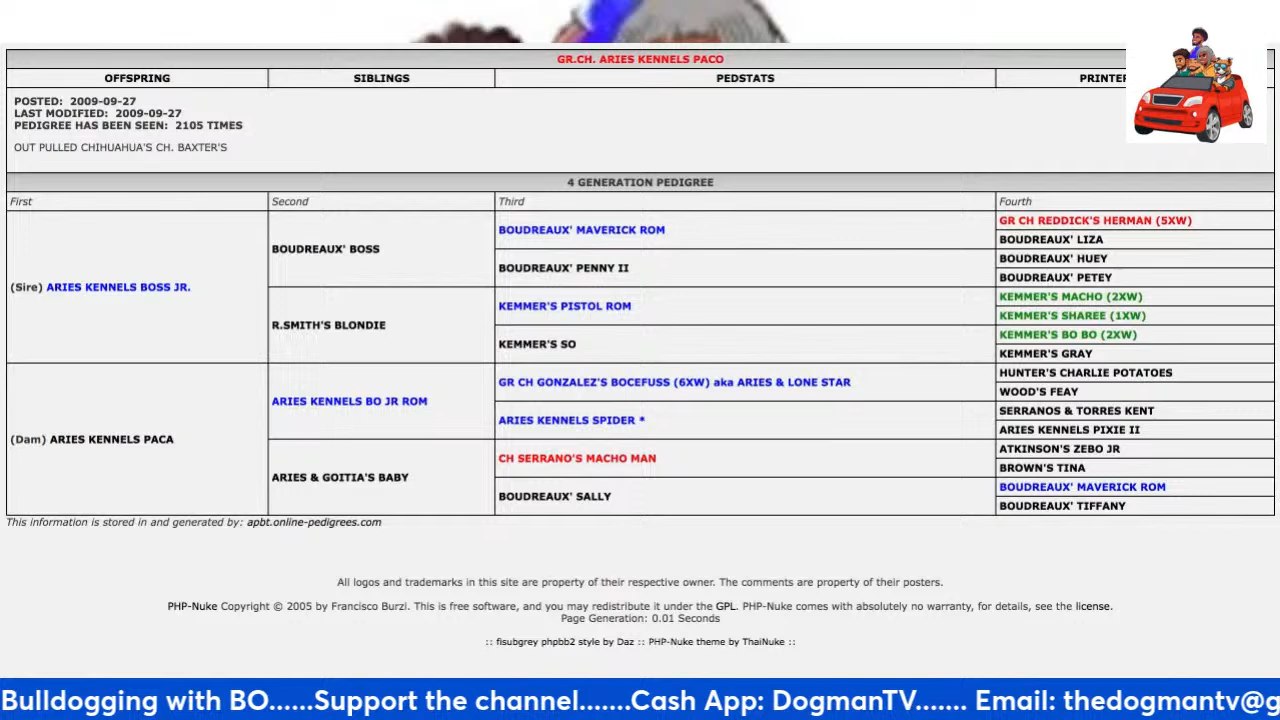 GR.CH. ARIES KENNELS PACO
OFFSPRING SIBLINGS PEDSTATS PRINTER
POSTED: 2009-09-27
LAST MODIFIED: 2009-09-27
PEDIGREE HAS BEEN SEEN: 2105 TIMES
OUT PULLED CHIHUAHUA'S CH. BAXTER'S
4 GENERATION PEDIGREE
First Second Third Fourth
(Sire) ARIES KENNELS BOSS JR.
BOUDREAUX' BOSS
BOUDREAUX' MAVERICK ROM
GR CH REDDICK'S HERMAN (5XW)
BOUDREAUX' LIZA
BOUDREAUX' PENNY II
BOUDREAUX' HUEY
BOUDREAUX' PETEY
R.SMITH'S BLONDIE
KEMMER'S PISTOL ROM
KEMMER'S MACHO (2XW)
KEMMER'S SHAREE (1XW)
KEMMER'S SO
KEMMER'S BO BO (2XW)
KEMMER'S GRAY
(Dam) ARIES KENNELS PACA
ARIES KENNELS BO JR ROM
GR CH GONZALEZ'S BOCEFUSS (6XW) aka ARIES & LONE STAR
HUNTER'S CHARLIE POTATOES
WOOD'S FEAY
ARIES KENNELS SPIDER *
SERRANOS & TORRES KENT
ARIES KENNELS PIXIE II
ARIES & GOITIA'S BABY
CH SERRANO'S MACHO MAN
ATKINSON'S ZEBO JR
BROWN'S TINA
BOUDREAUX' SALLY
BOUDREAUX' MAVERICK ROM
BOUDREAUX' TIFFANY
This information is stored in and generated by: apbt.online-pedigrees.com
All logos and trademarks in this site are property of their respective owner. The comments are property of their posters.
PHP-Nuke Copyright © 2005 by Francisco Burzi. This is free software, and you may redistribute it under the GPL. PHP-Nuke comes with absolutely no warranty, for details, see the license.
Page Generation: 0.01 Seconds
:: fisubgrey phpbb2 style by Daz :: PHP-Nuke theme by ThaiNuke ::
Bulldogging with BO......Support the channel.......Cash App: DogmanTV....... Email: thedogmantv@g